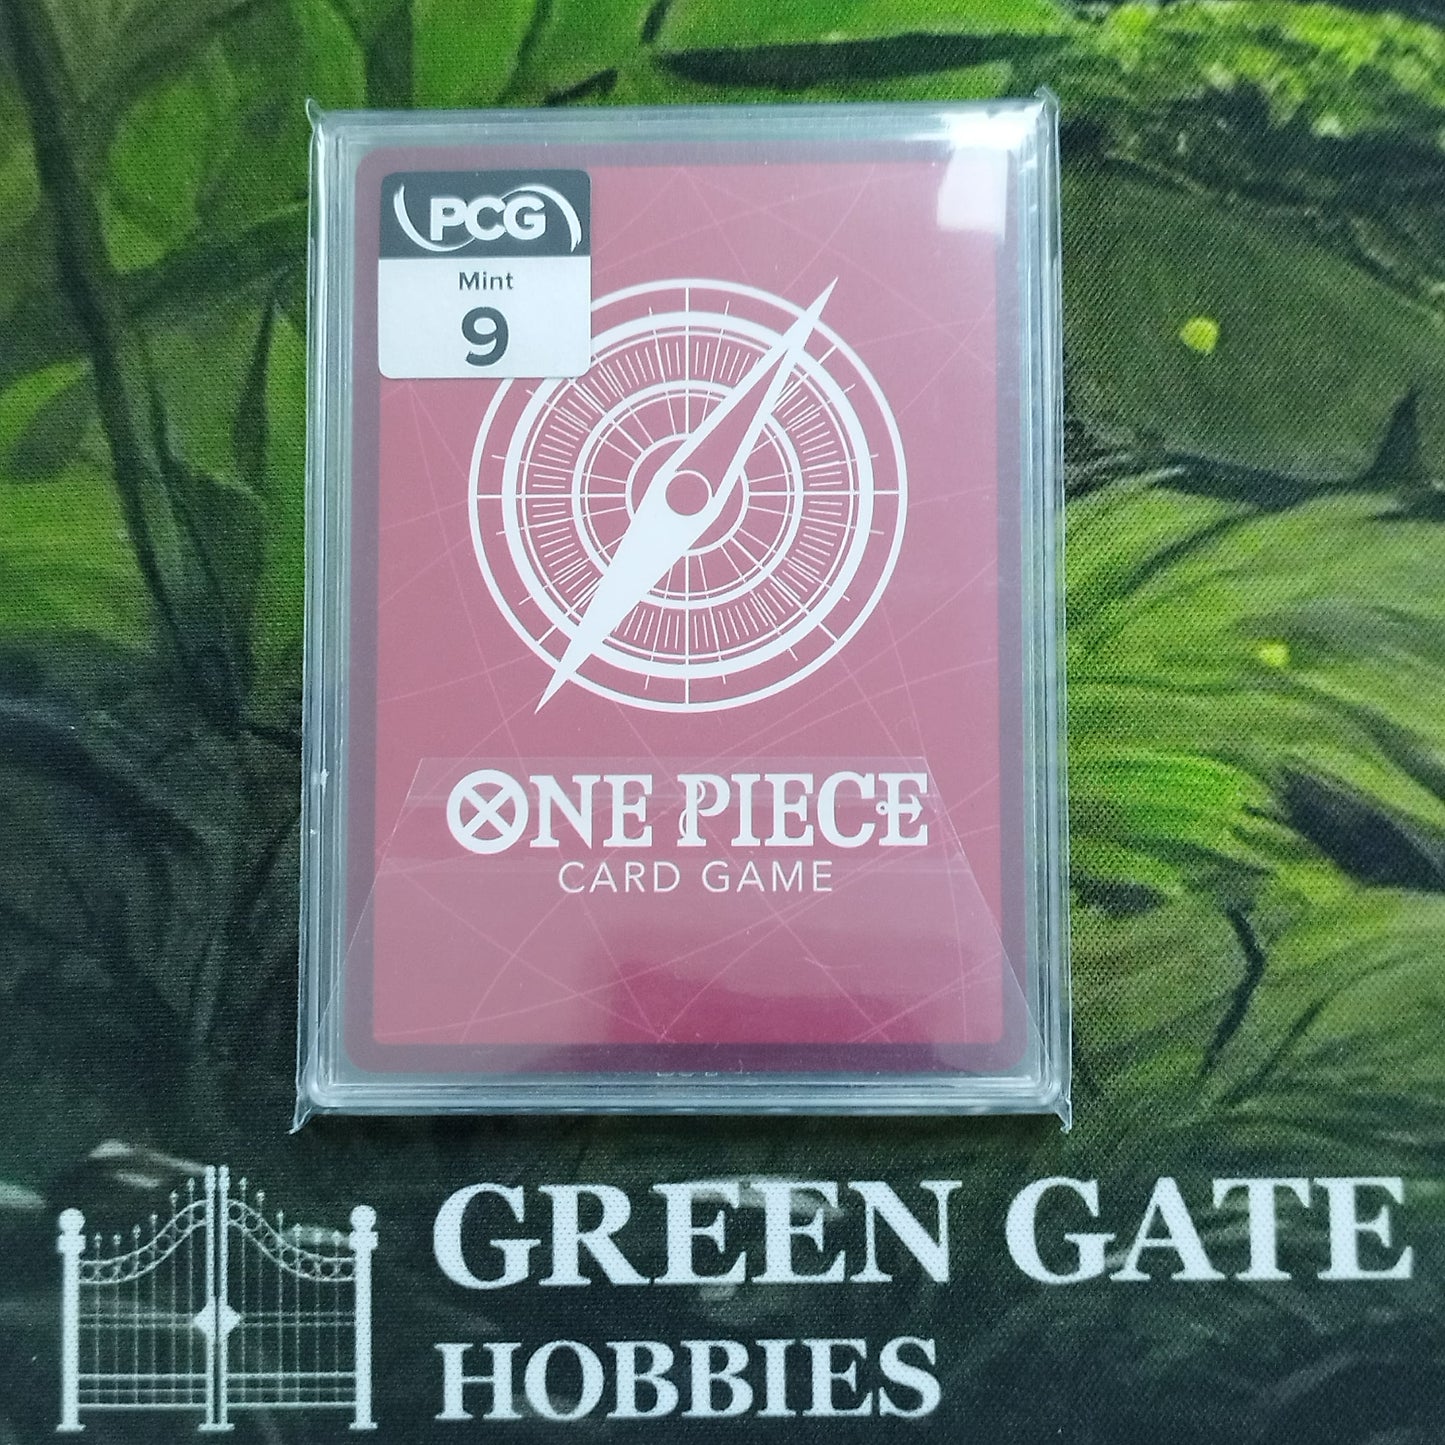 PCG
Mint
9
ONE PIECE
CARD GAME
GREEN GATE
HOBBIES